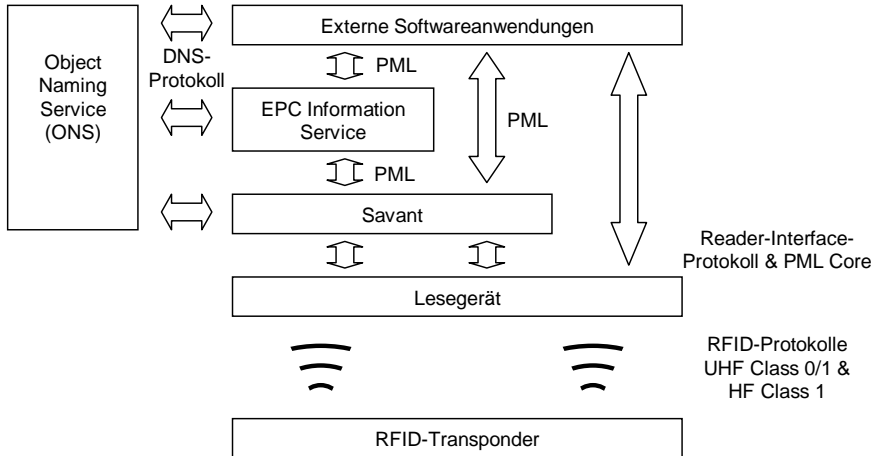 Externe Softwareanwendungen
Object
Naming
Service
(ONS)
DNS-
Protokoll
PML
EPC Information
Service
PML
PML
Savant
Reader-Interface-
Protokoll & PML Core
Lesegerät
RFID-Protokolle
UHF Class 0/1 &
HF Class 1
RFID-Transponder